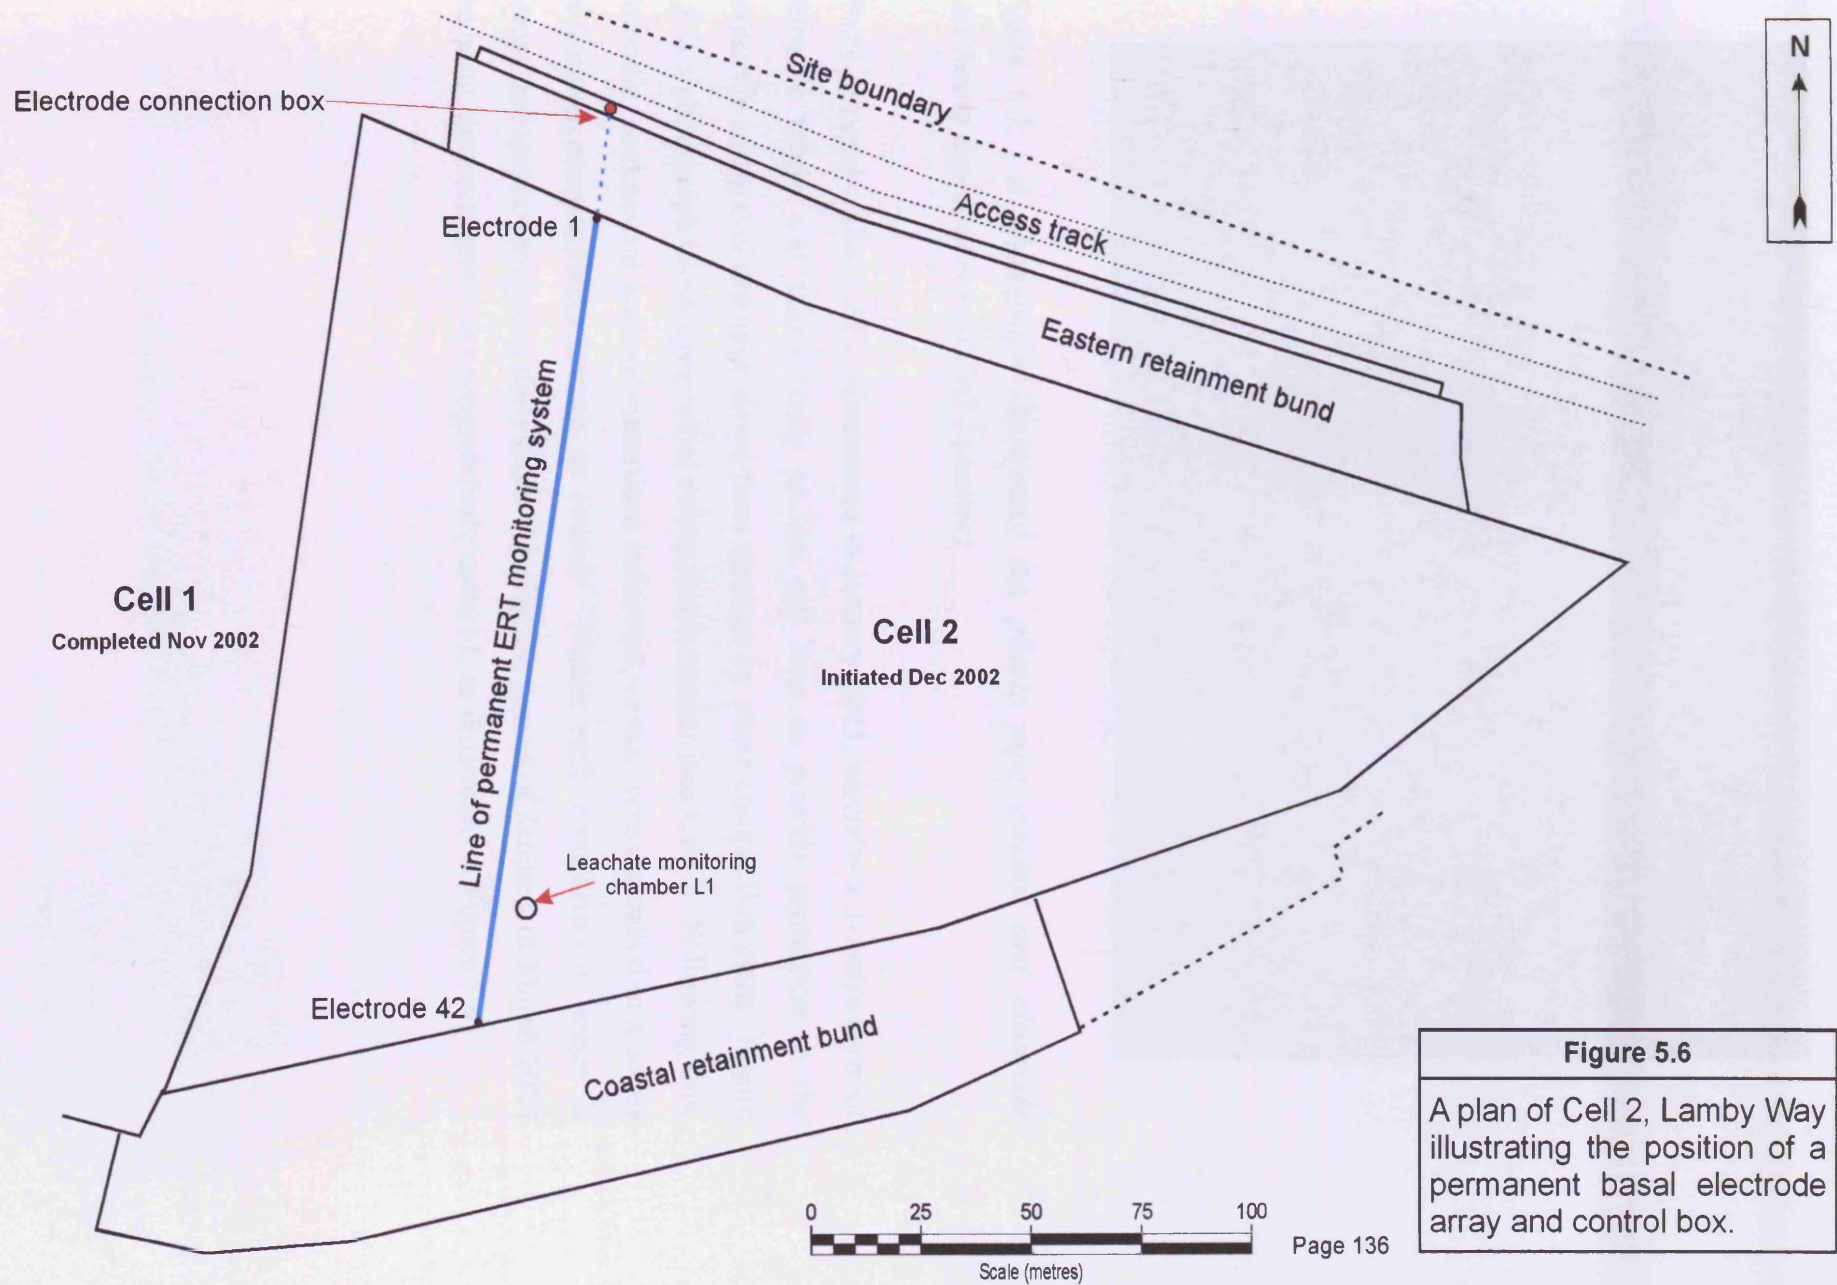 N
Site boundary
Electrode connection box
Access track
Electrode 1
Eastern retainment bund
Line of permanent ERT monitoring system
Cell 1
Completed Nov 2002
Cell 2
Initiated Dec 2002
Leachate monitoring
chamber L1
Electrode 42
Coastal retainment bund
0 25 50 75 100
Scale (metres)
Page 136
Figure 5.6
A plan of Cell 2, Lamby Way
illustrating the position of a
permanent basal electrode
array and control box.